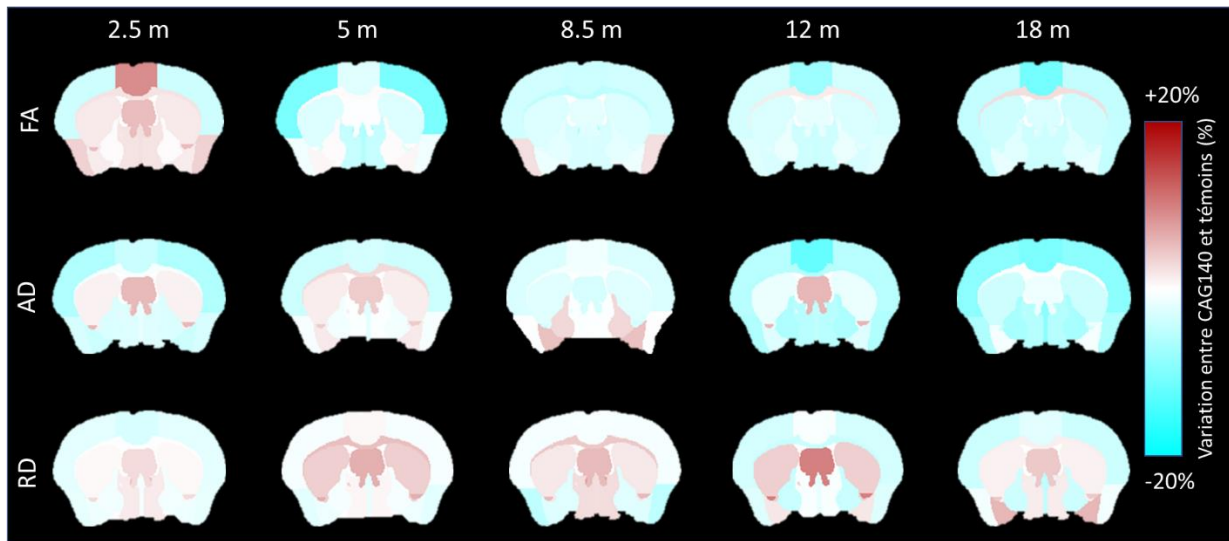 2.5 m
5 m
8.5 m
12 m
18 m
FA
AD
RD
+20%
Variation entre CAG140 et témoins (%)
-20%